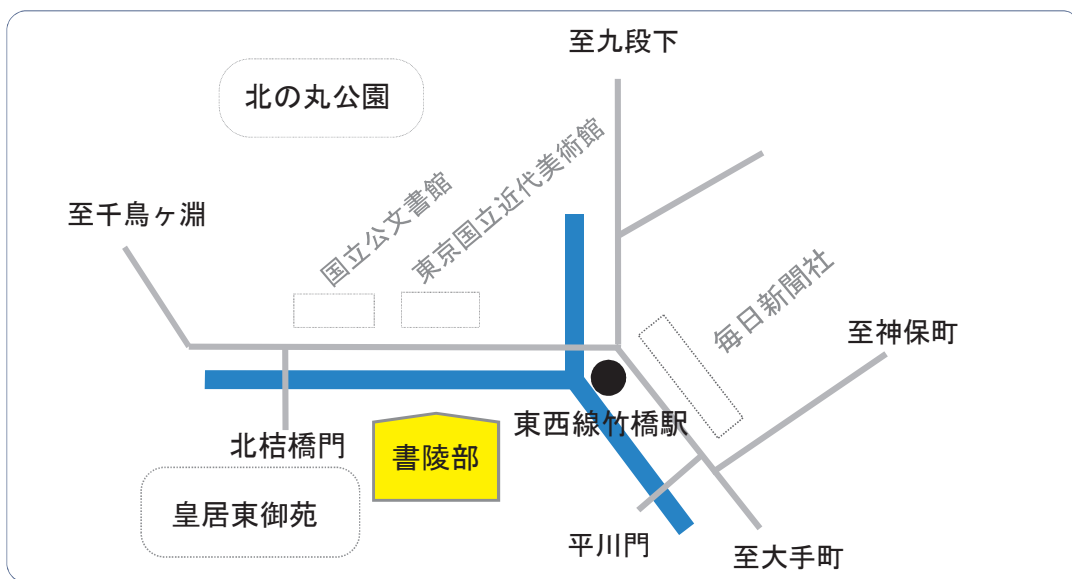 至九段下
北の丸公園
東京国立近代美術館
国立公文書館
至千鳥ヶ淵
毎日新聞社
至神保町
東西線竹橋駅
北桔橋門
書陵部
皇居東御苑
平川門
至大手町